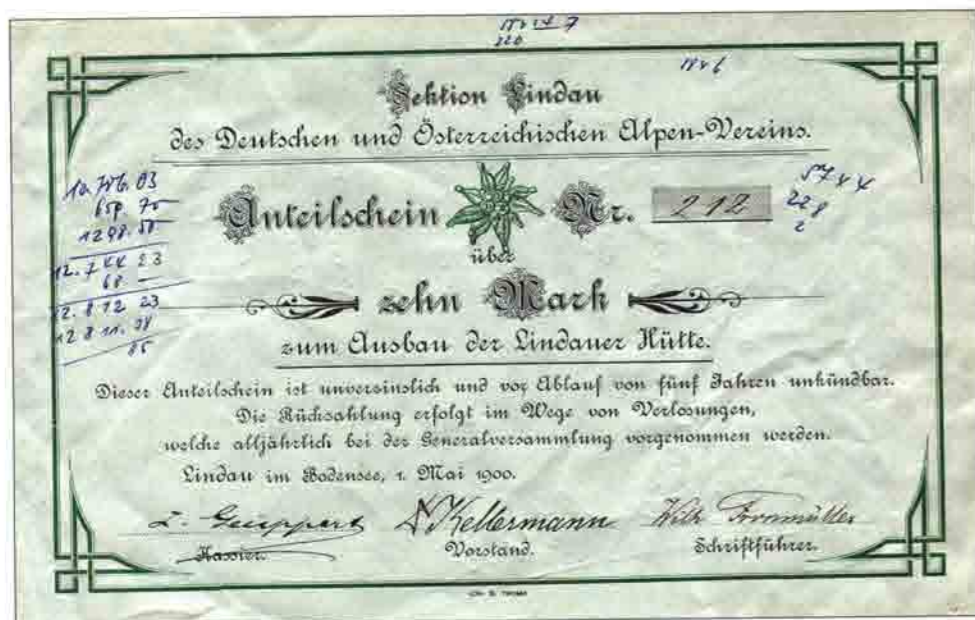 220
Sektion Lindau
des Deutschen und Österreichischen Alpen-Vereins.
Anteilschein Nr. 212
über
zehn Mark
zum Ausbau der Lindauer Hütte.
Dieser Anteilschein ist unverzinslich und vor Ablauf von fünf Jahren unkündbar.
Die Rückzahlung erfolgt im Wege von Verlosungen,
welche alljährlich bei der Generalversammlung vorgenommen werden.
Lindau im Bodensee, 1. Mai 1900.
Kellermann
Kassier. Vorstand. Schriftführer.